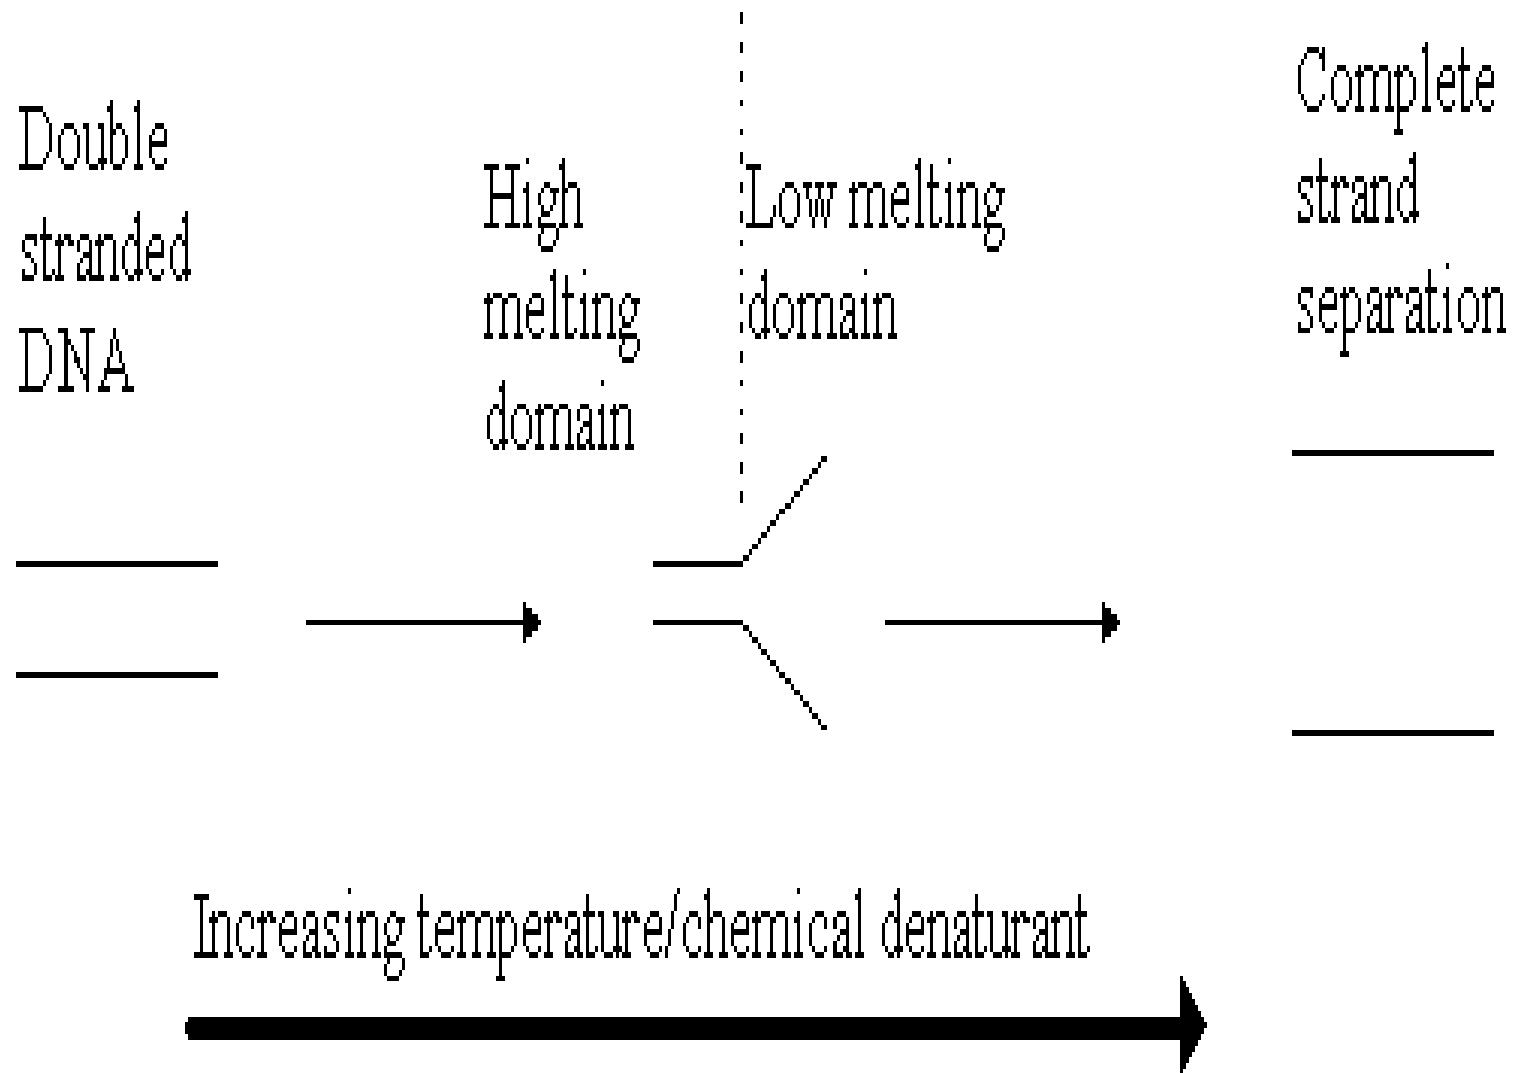 Double
stranded
DNA
High
melting
domain
Low melting
domain
Complete
strand
separation
Increasing temperature/chemical denaturant